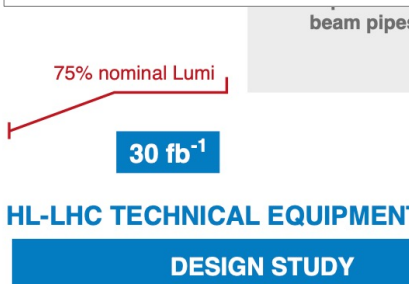 beam pipes
75% nominal Lumi
30 fb-1
HL-LHC TECHNICAL EQUIPMENT
DESIGN STUDY